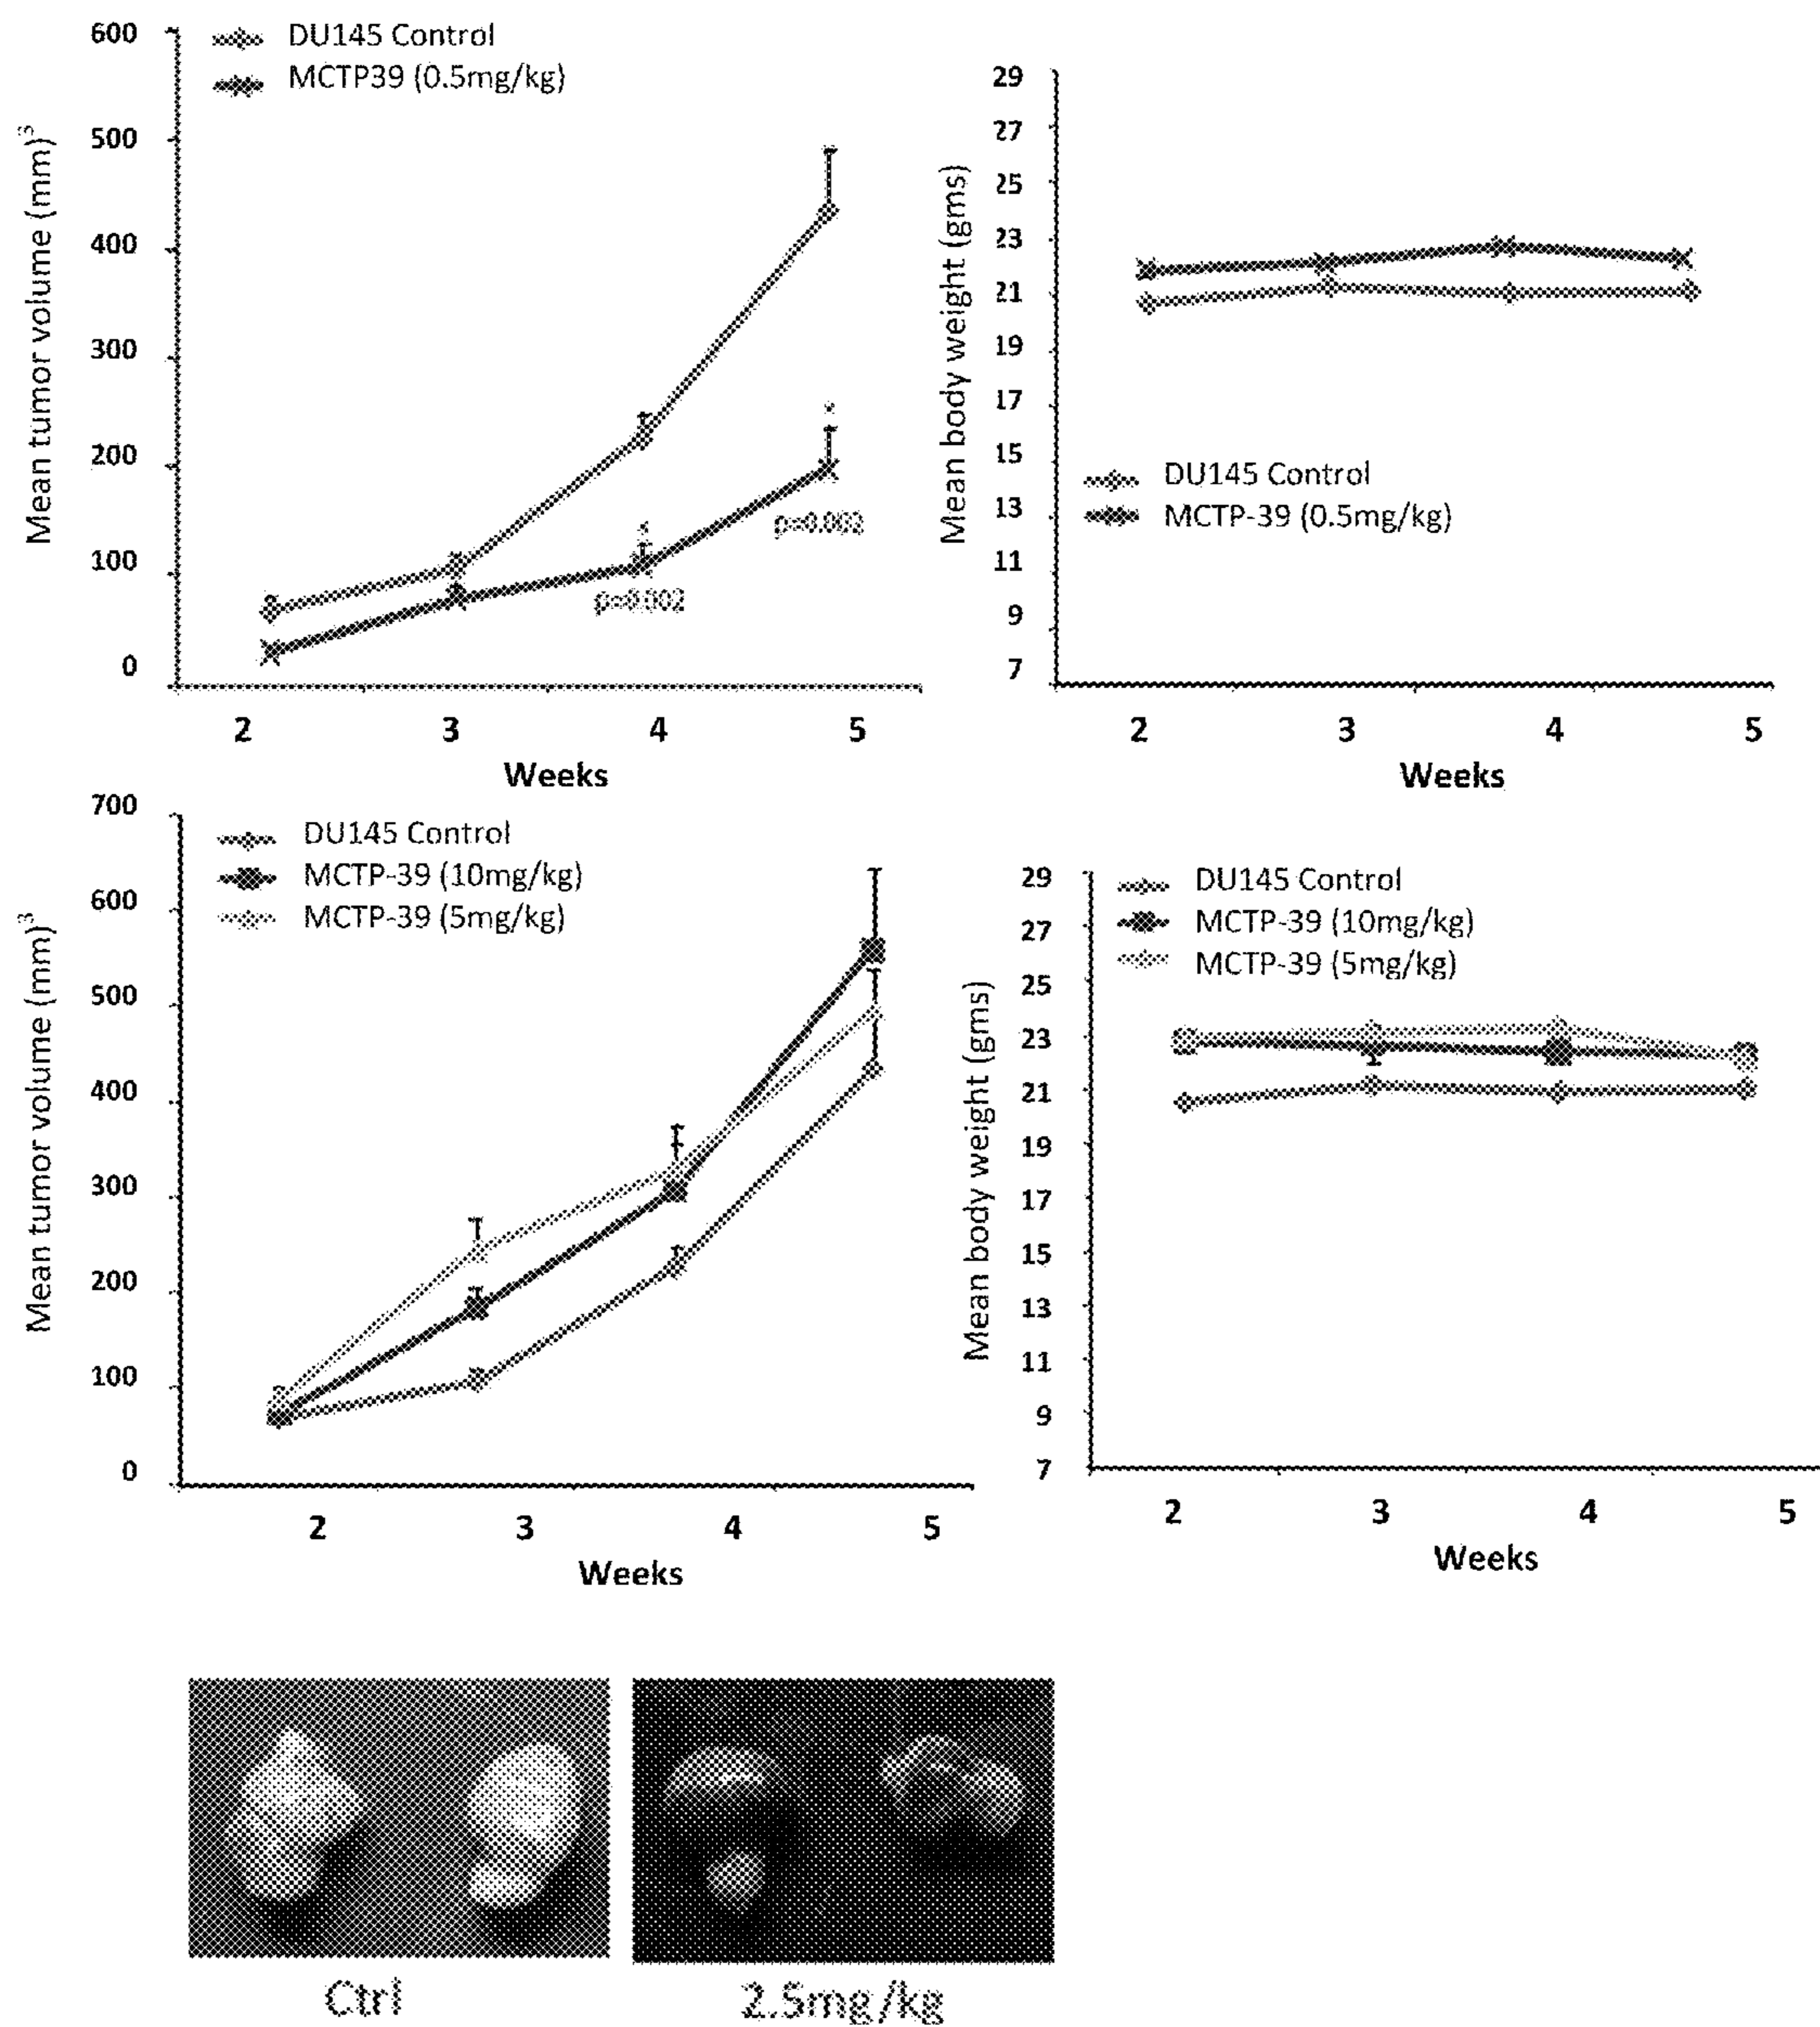 600
500
400
300
200
100
0
Mean tumor volume (mm)³
DU145 Control
MCTP39 (0.5mg/kg)
p=0.002
p=0.002
2 3 4 5
Weeks
29
27
25
23
21
19
17
15
13
11
9
7
Mean body weight (gms)
DU145 Control
MCTP-39 (0.5mg/kg)
2 3 4 5
Weeks
700
600
500
400
300
200
100
0
Mean tumor volume (mm)³
DU145 Control
MCTP-39 (10mg/kg)
MCTP-39 (5mg/kg)
2 3 4 5
Weeks
29
27
25
23
21
19
17
15
13
11
9
7
Mean body weight (gms)
DU145 Control
MCTP-39 (10mg/kg)
MCTP-39 (5mg/kg)
2 3 4 5
Weeks
Ctrl
2.5mg/kg